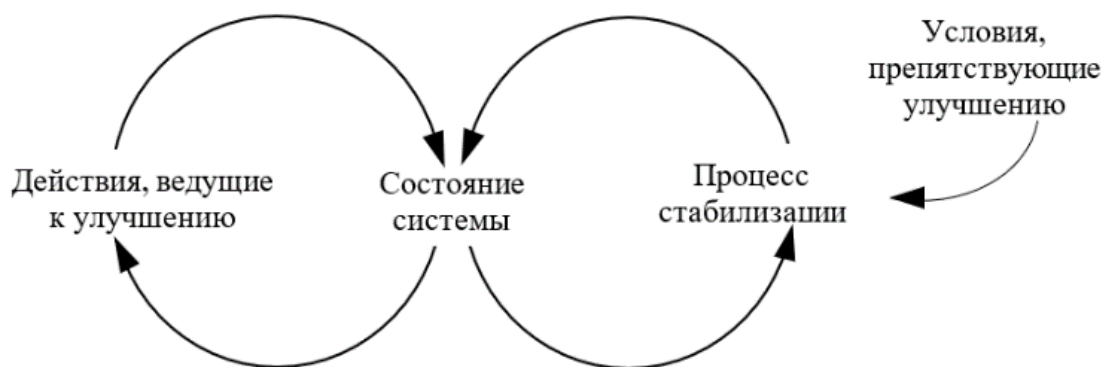 Условия,
препятствующие
улучшению
Действия, ведущие
к улучшению
Состояние
системы
Процесс
стабилизации